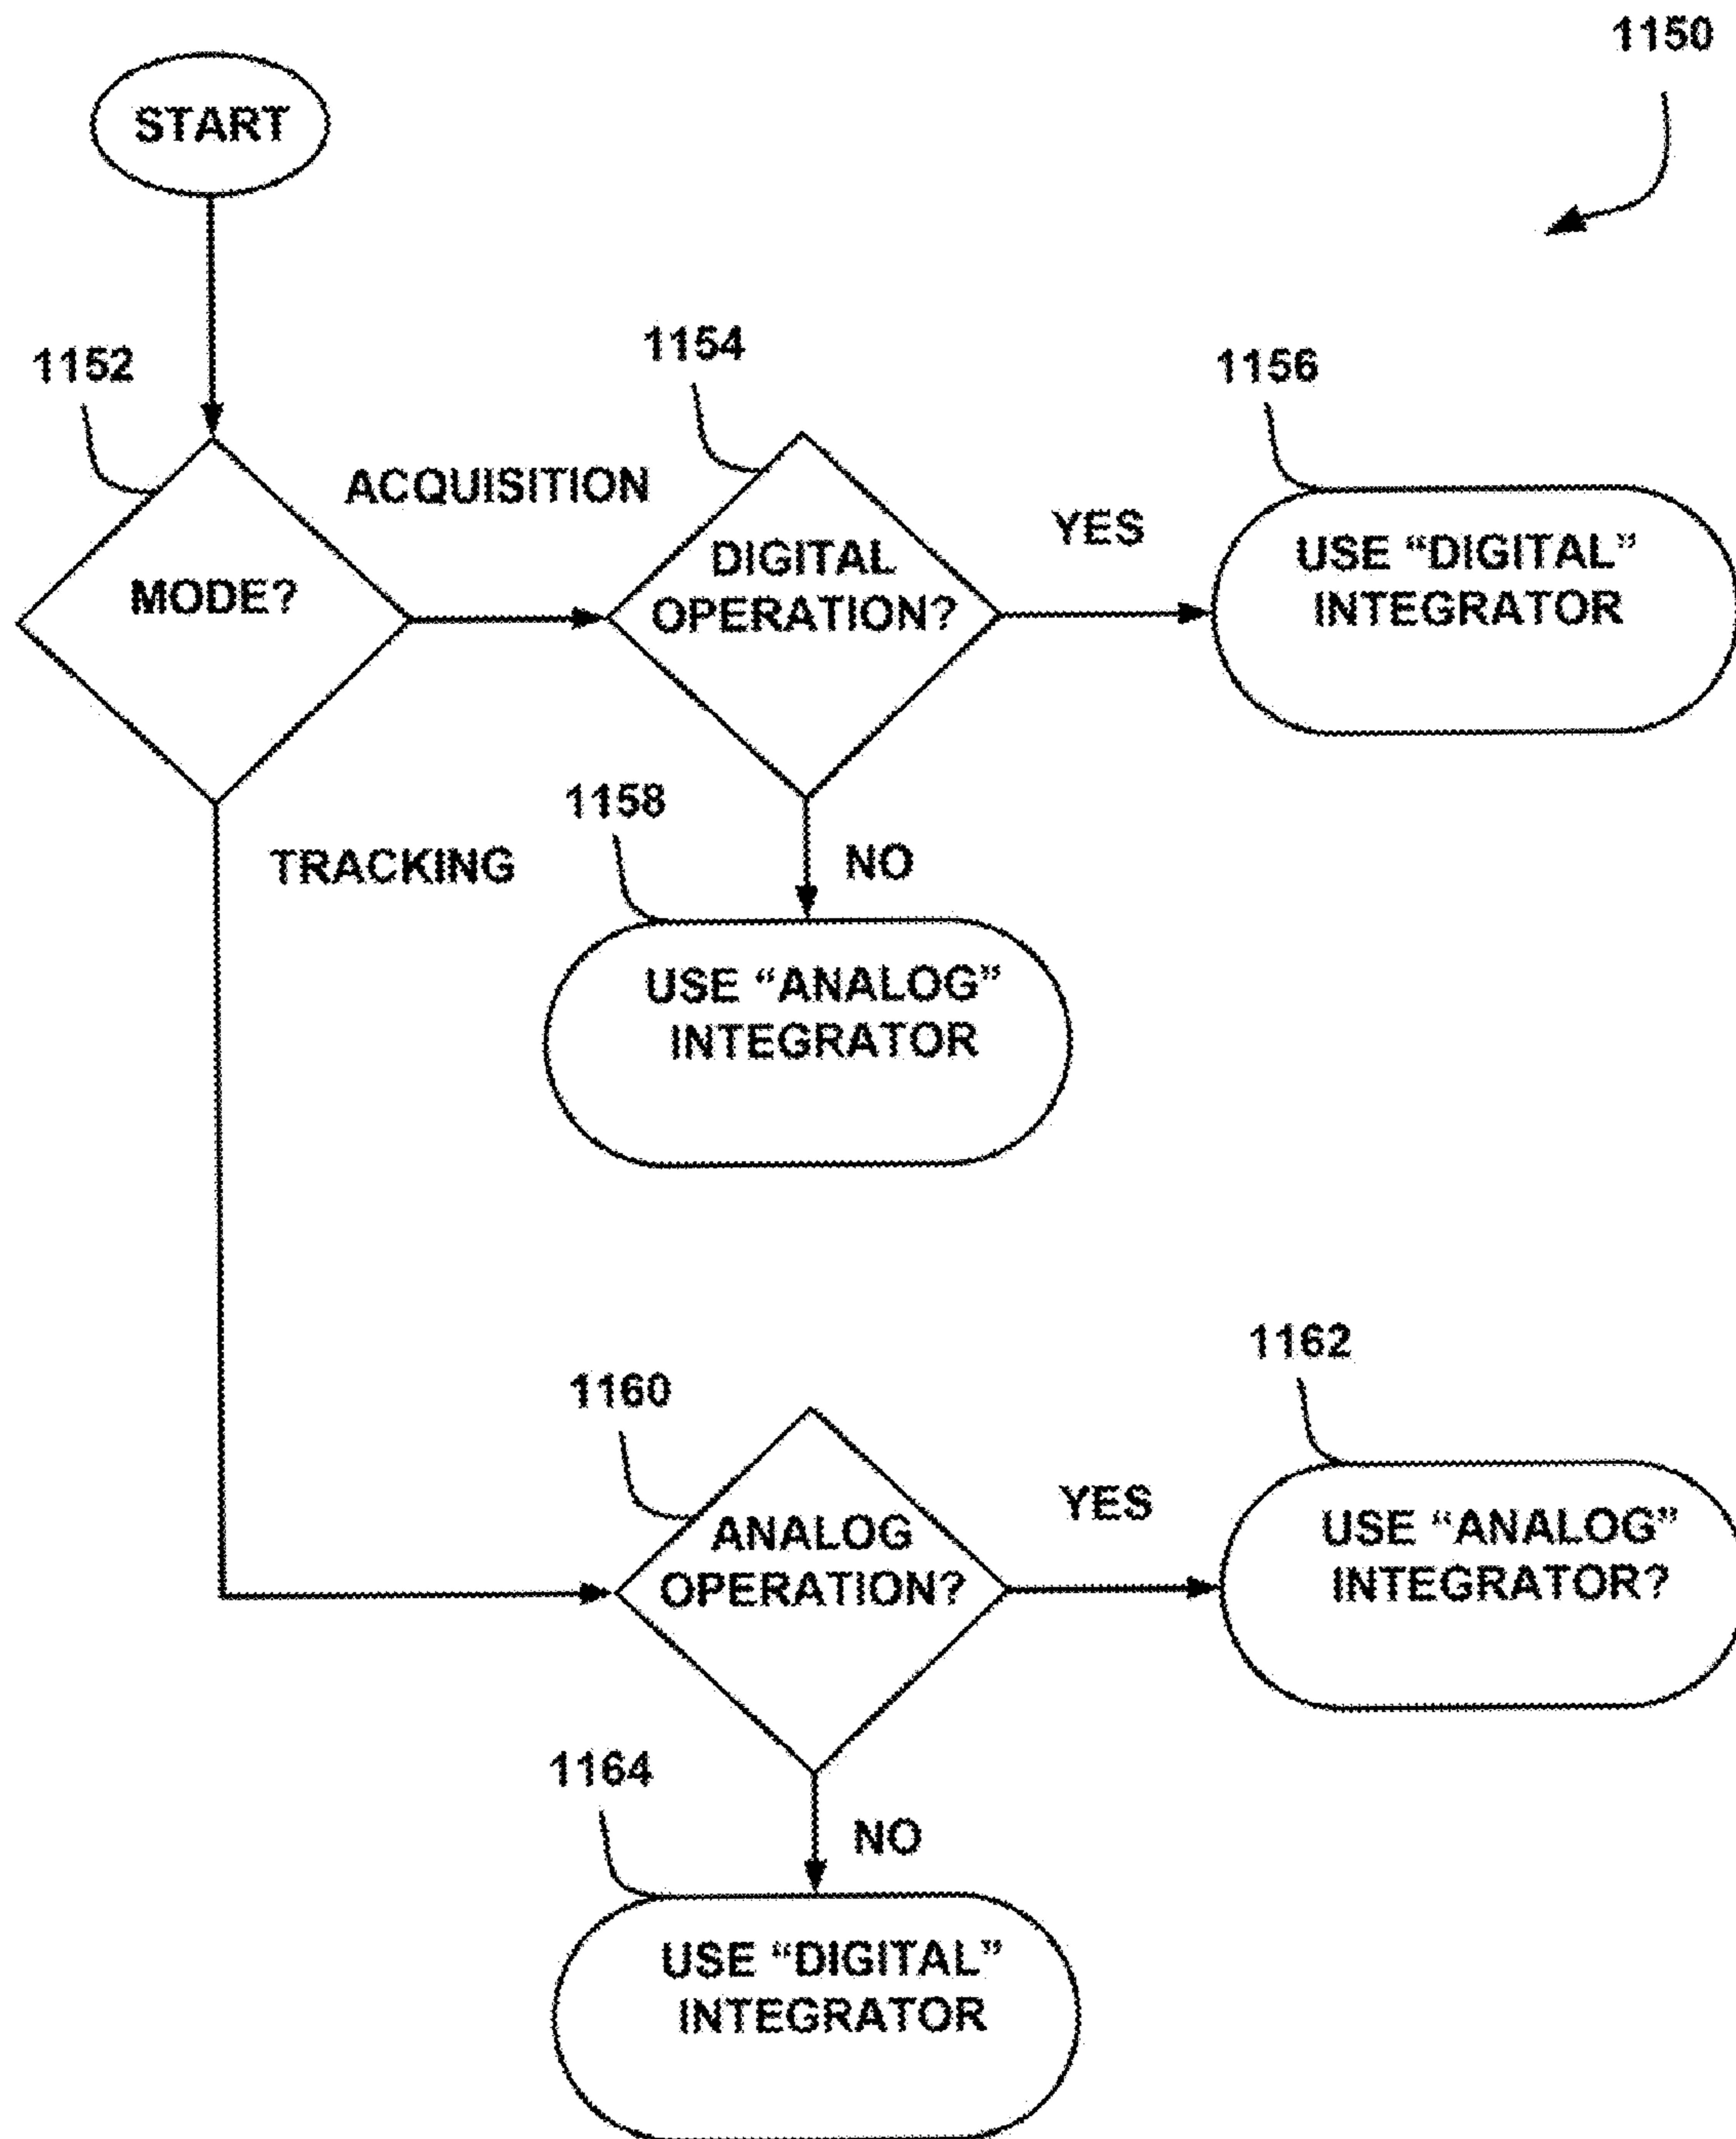 1150
START
1152
1154
1156
ACQUISITION
MODE?
DIGITAL
OPERATION?
YES
USE “DIGITAL”
INTEGRATOR
1158
TRACKING
NO
USE “ANALOG”
INTEGRATOR
1160
1162
ANALOG
OPERATION?
YES
USE “ANALOG”
INTEGRATOR?
1164
NO
USE “DIGITAL”
INTEGRATOR